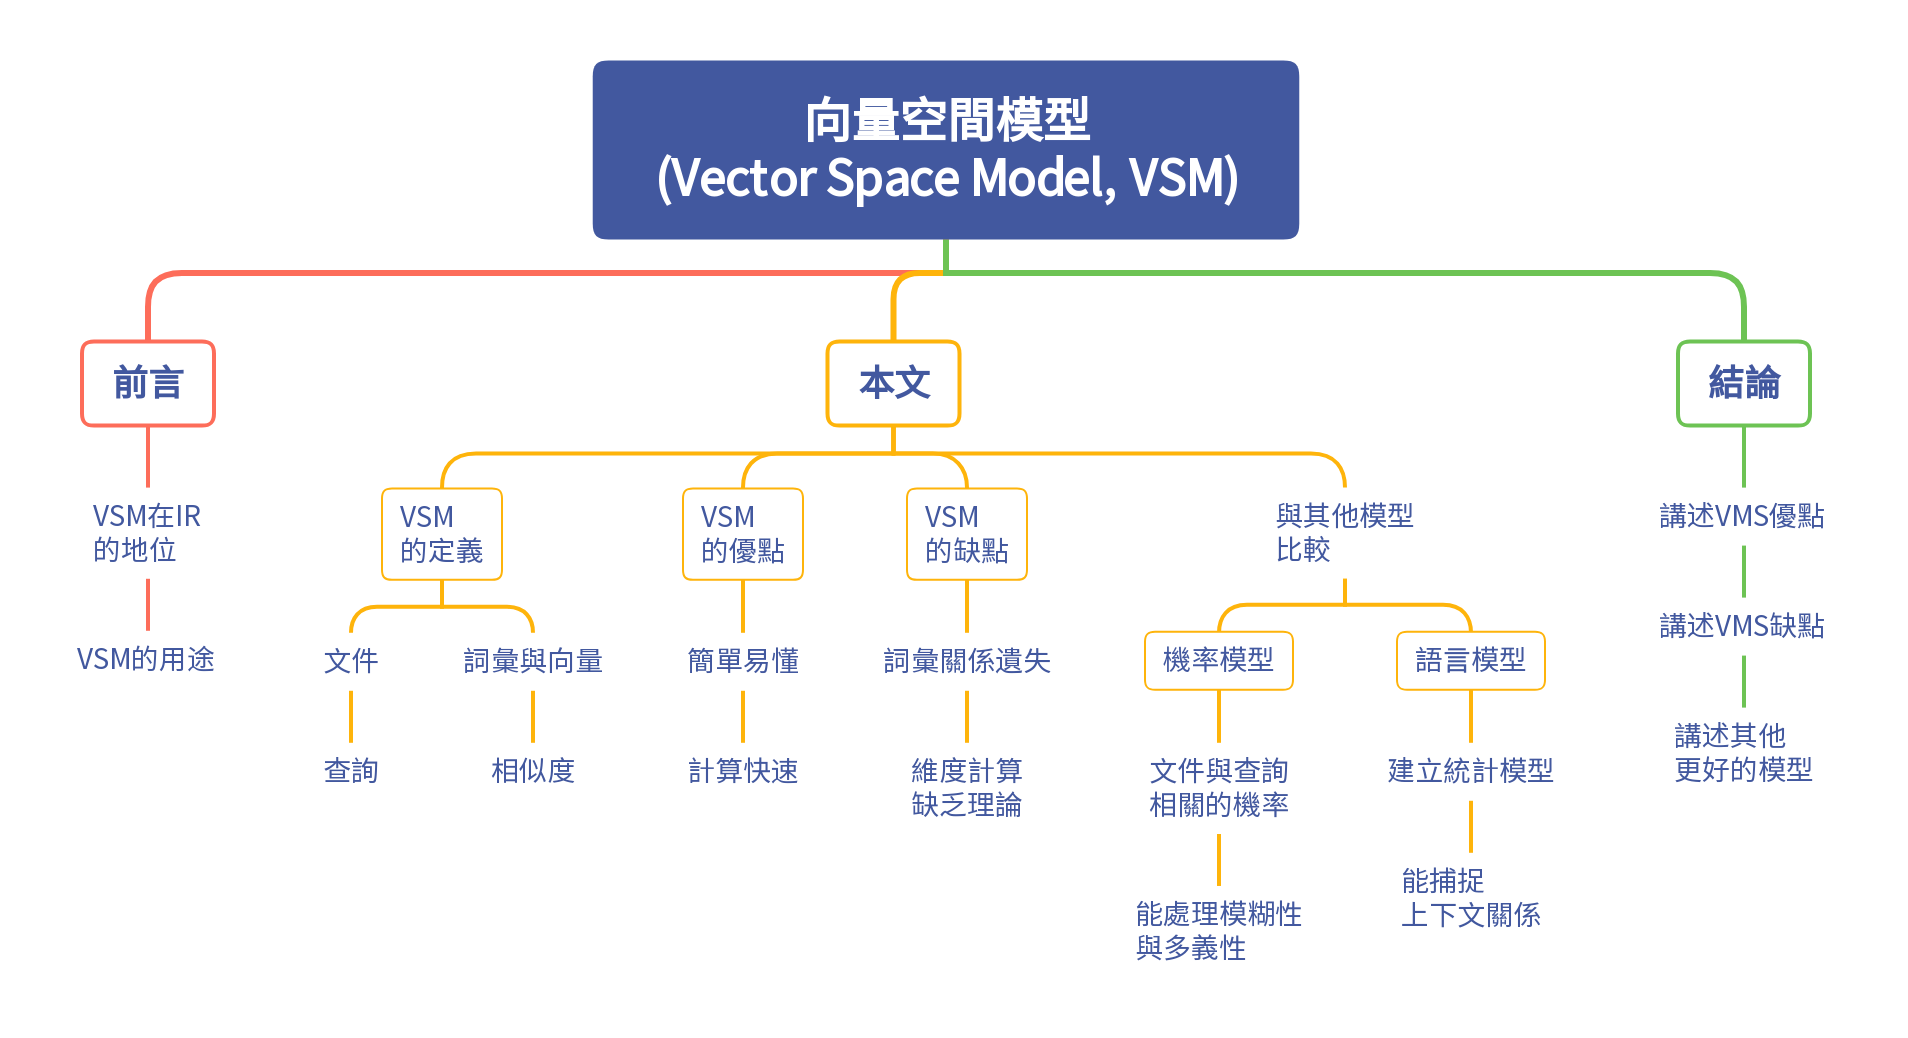 向量空間模型
(Vector Space Model, VSM)
前言
本文
結論
VSM在IR
的地位
VSM的用途
VSM
的定義
文件
查詢
詞彙與向量
相似度
VSM
的優點
簡單易懂
計算快速
VSM
的缺點
詞彙關係遺失
維度計算
缺乏理論
與其他模型
比較
機率模型
文件與查詢
相關的機率
能處理模糊性
與多義性
語言模型
建立統計模型
能捕捉
上下文關係
講述VMS優點
講述VMS缺點
講述其他
更好的模型